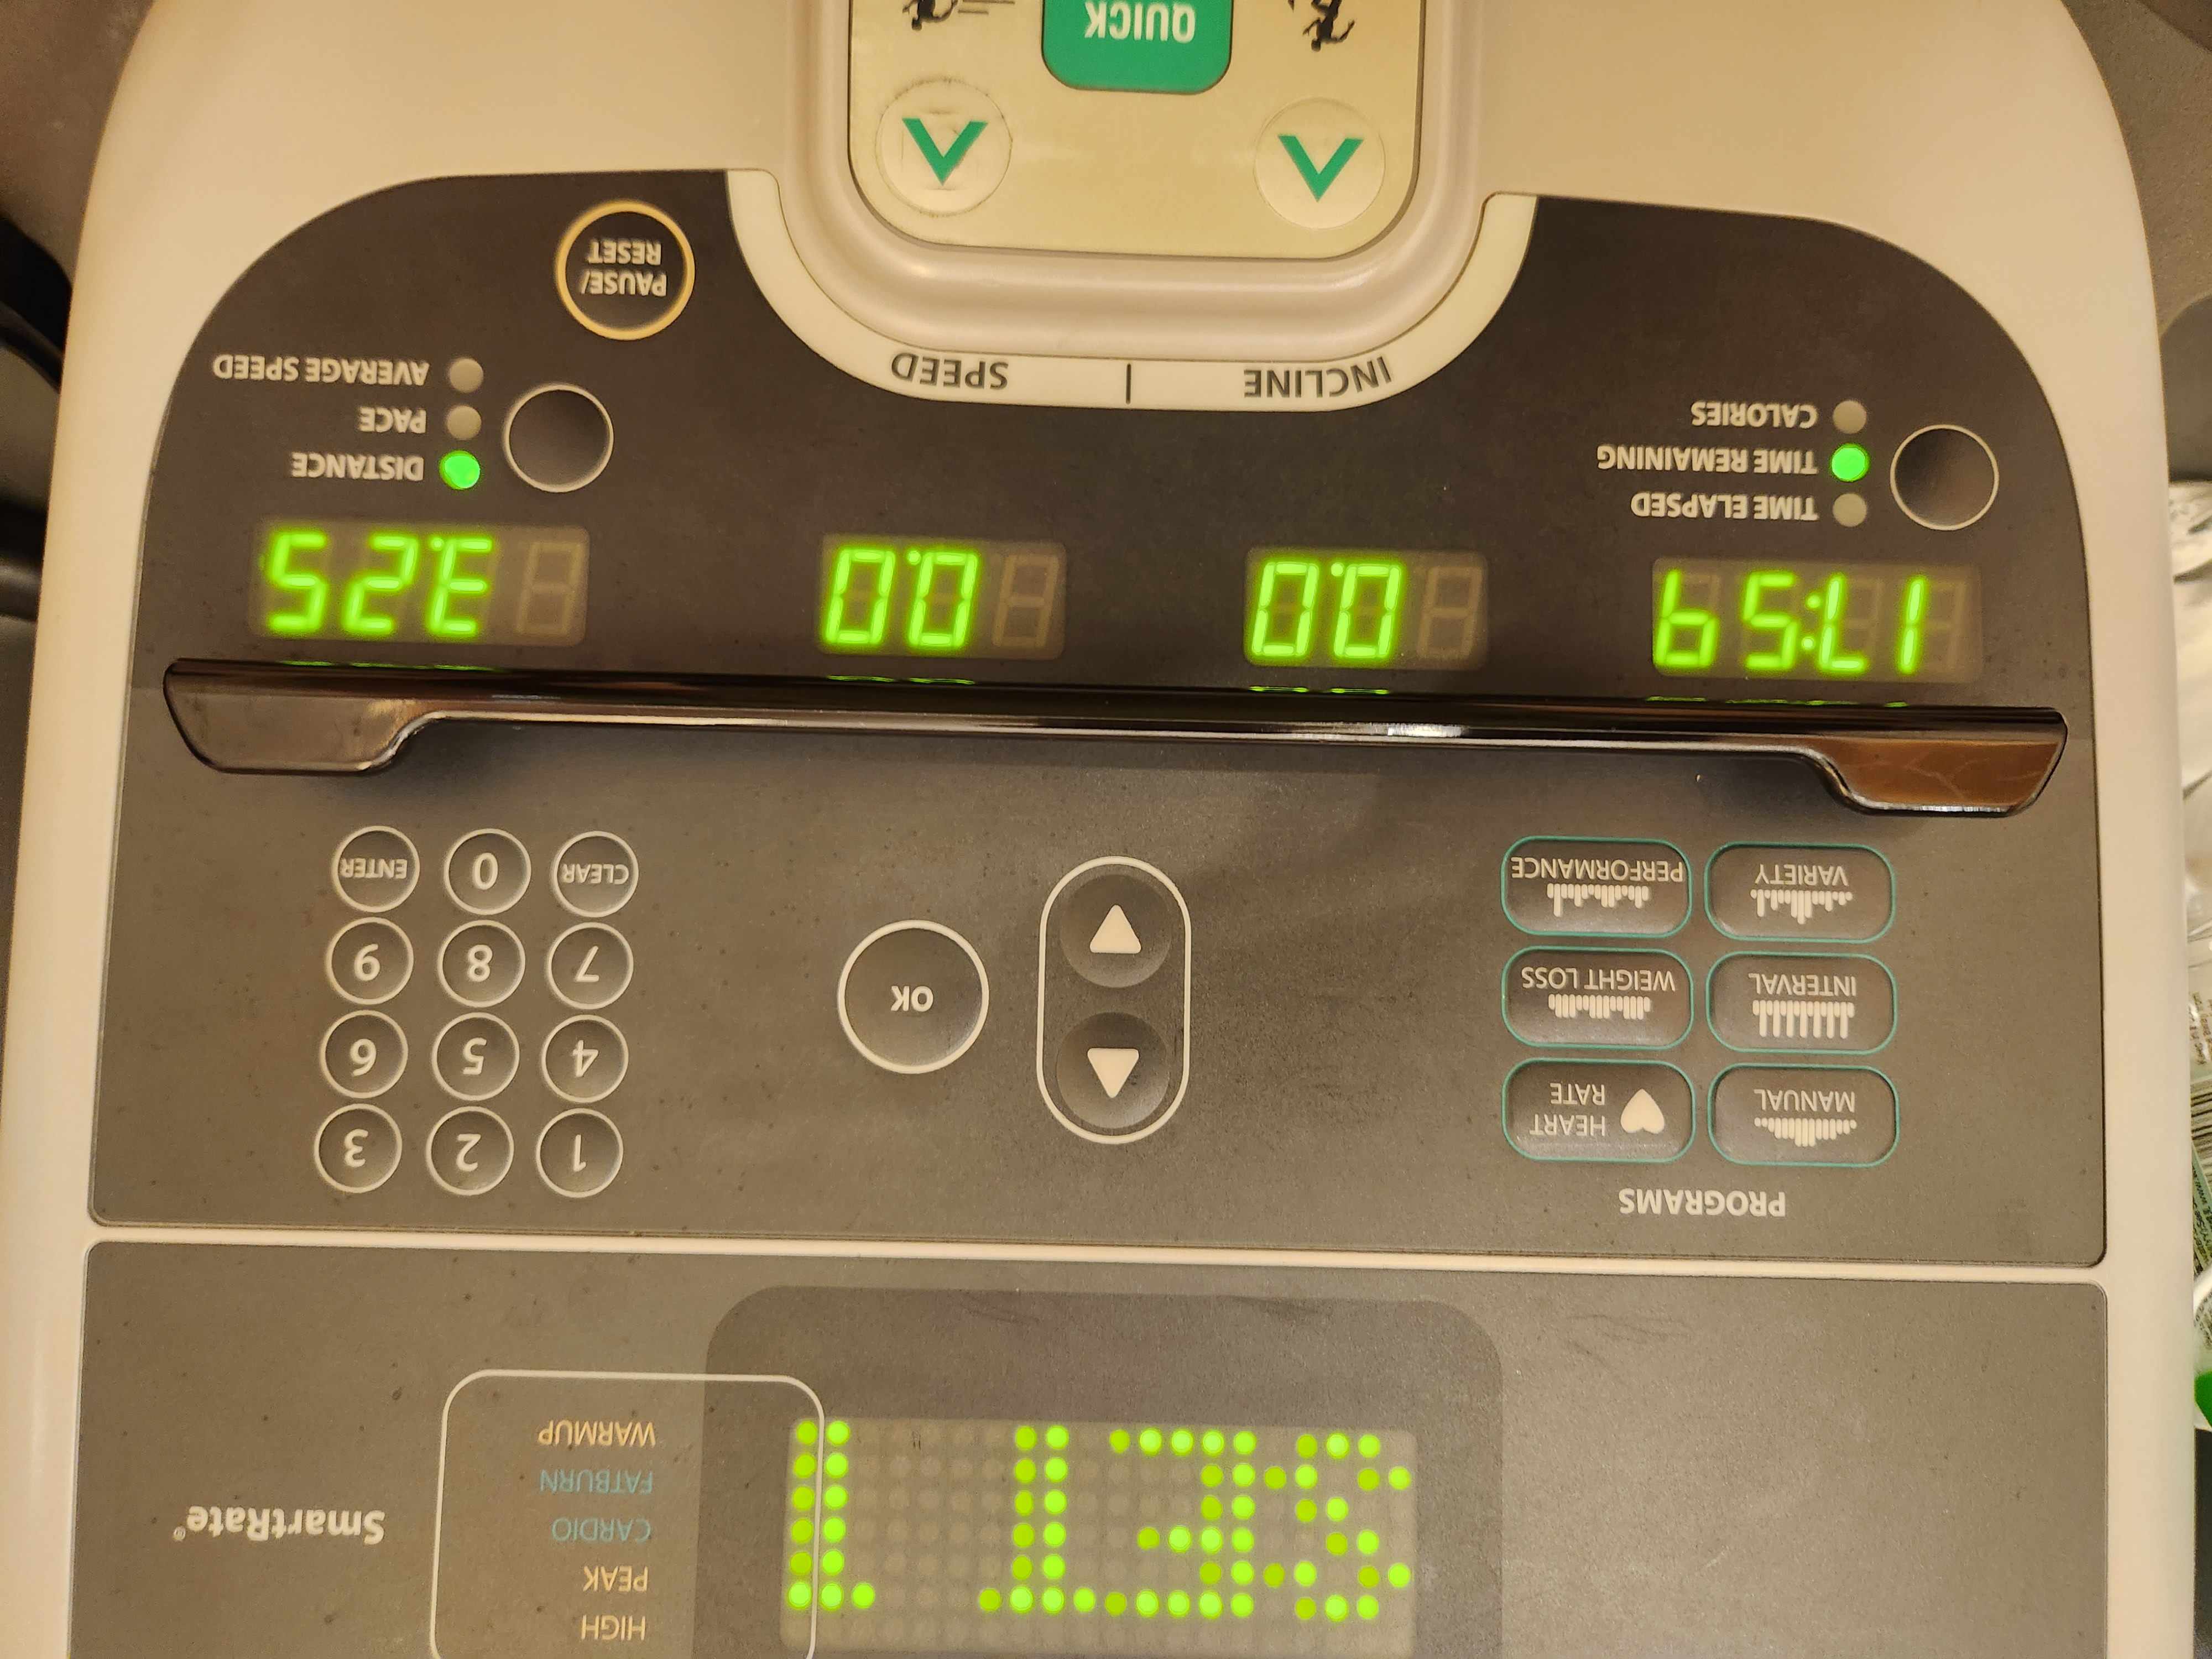 SET 1
HIGH
PEAK
CARDIO
FATBURN
WARMUP
SmartRate®
PROGRAMS
MANUAL
HEART RATE
INTERVAL
WEIGHT LOSS
VARIETY
PERFORMANCE
OK
1 2 3
4 5 6
7 8 9
CLEAR 0 ENTER
17:59
0.0
0.0
3.25
TIME ELAPSED
TIME REMAINING
CALORIES
DISTANCE
PACE
AVERAGE SPEED
INCLINE | SPEED
PAUSE/
RESET
QUICK